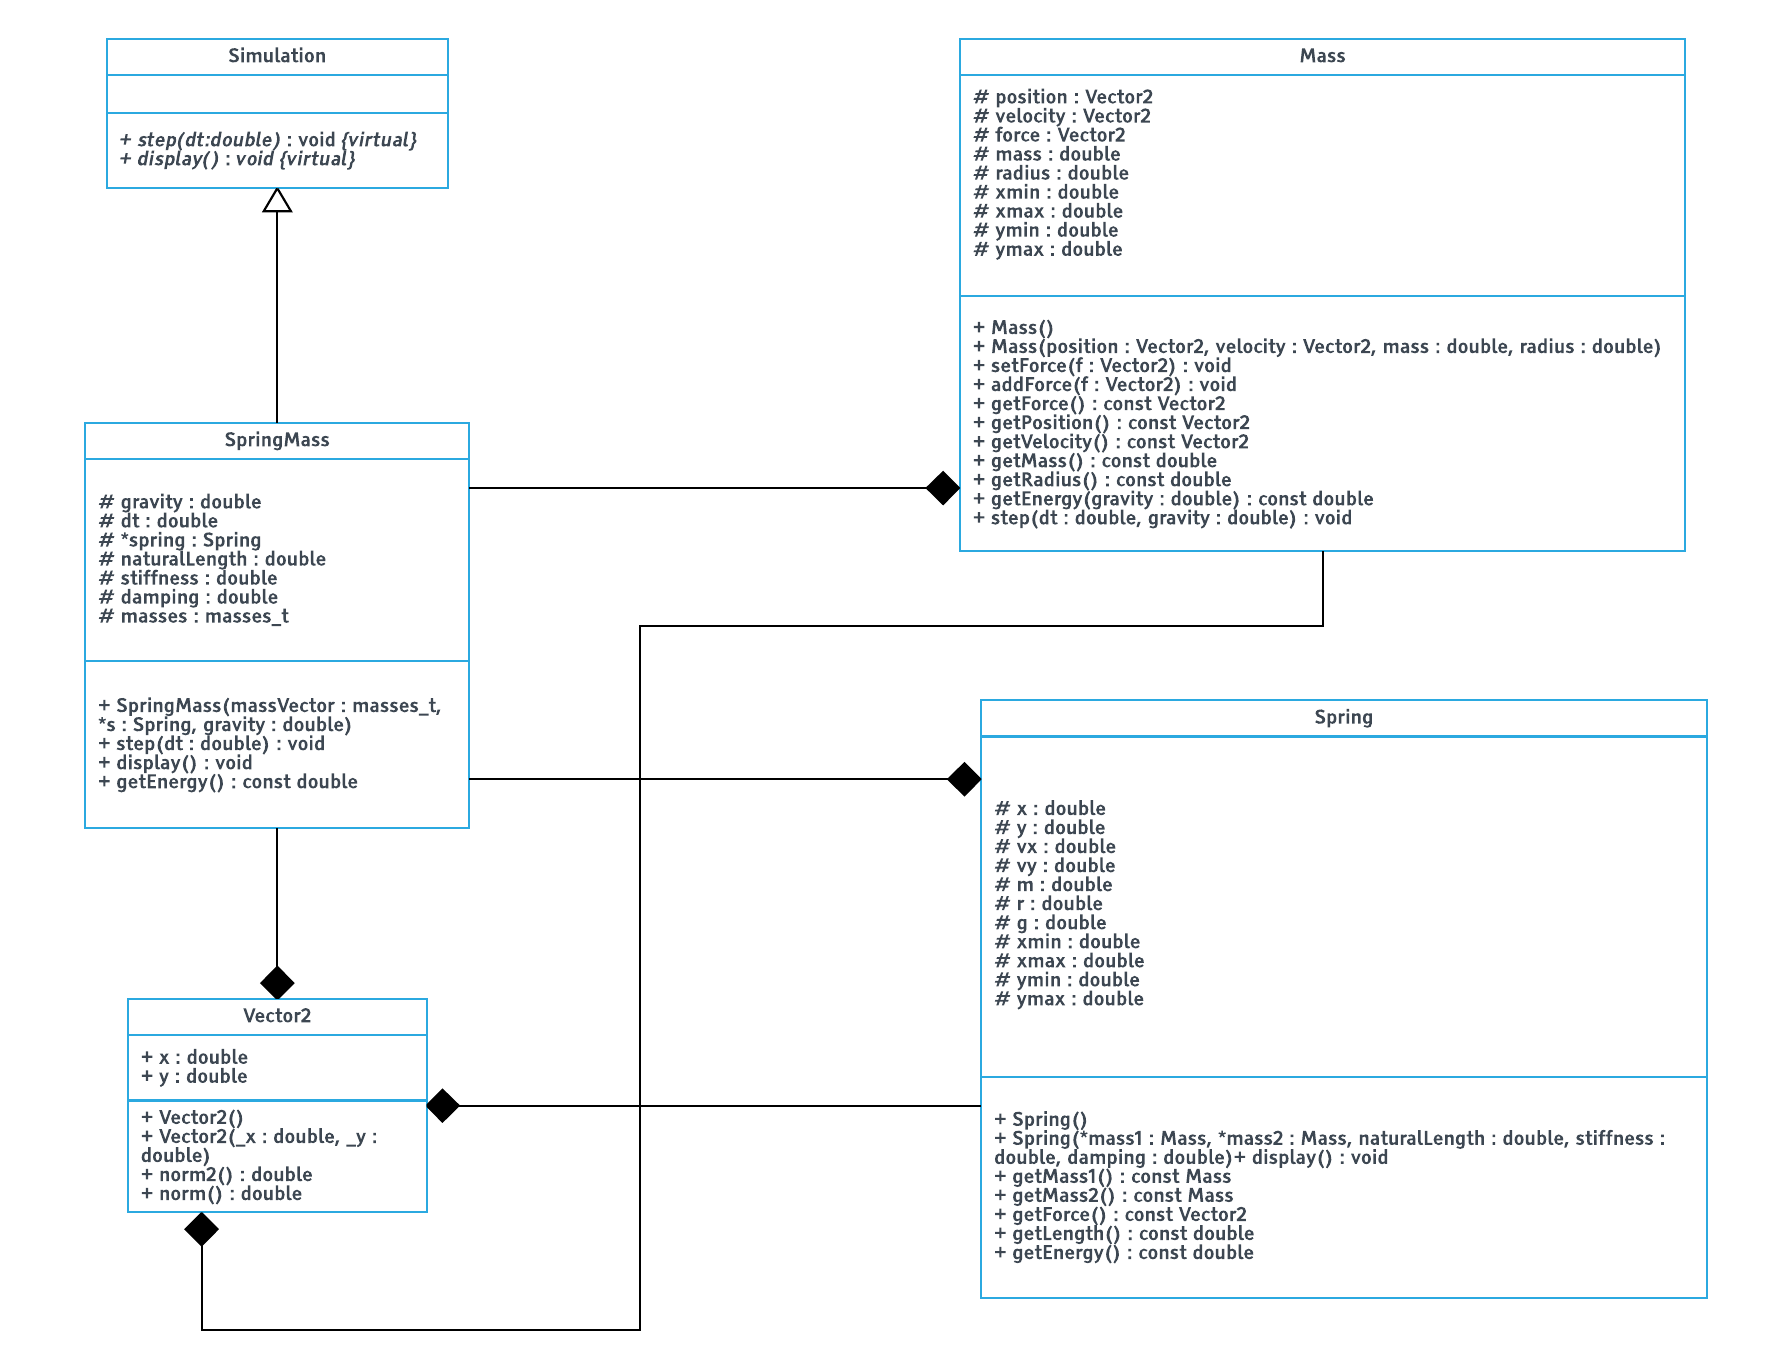 Simulation
+ step(dt:double) : void {virtual}
+ display() : void {virtual}
Mass
# position : Vector2
# velocity : Vector2
# force : Vector2
# mass : double
# radius : double
# xmin : double
# xmax : double
# ymin : double
# ymax : double
+ Mass()
+ Mass(position : Vector2, velocity : Vector2, mass : double, radius : double)
+ setForce(f : Vector2) : void
+ addForce(f : Vector2) : void
+ getForce() : const Vector2
+ getPosition() : const Vector2
+ getVelocity() : const Vector2
+ getMass() : const double
+ getRadius() : const double
+ getEnergy(gravity : double) : const double
+ step(dt : double, gravity : double) : void
SpringMass
# gravity : double
# dt : double
# *spring : Spring
# naturalLength : double
# stiffness : double
# damping : double
# masses : masses_t
+ SpringMass(massVector : masses_t,
*s : Spring, gravity : double)
+ step(dt : double) : void
+ display() : void
+ getEnergy() : const double
Spring
# x : double
# y : double
# vx : double
# vy : double
# m : double
# r : double
# g : double
# xmin : double
# xmax : double
# ymin : double
# ymax : double
+ Spring()
+ Spring(*mass1 : Mass, *mass2 : Mass, naturalLength : double, stiffness :
double, damping : double)+ display() : void
+ getMass1() : const Mass
+ getMass2() : const Mass
+ getForce() : const Vector2
+ getLength() : const double
+ getEnergy() : const double
Vector2
+ x : double
+ y : double
+ Vector2()
+ Vector2(_x : double, _y :
double)
+ norm2() : double
+ norm() : double